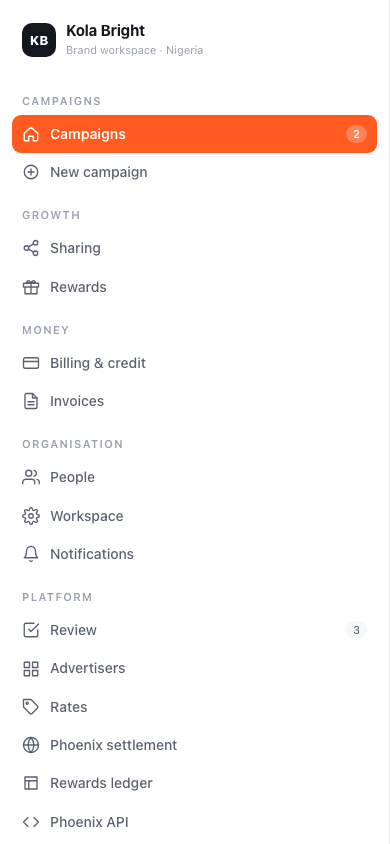 KB
Kola Bright
Brand workspace · Nigeria
CAMPAIGNS
Campaigns 2
New campaign
GROWTH
Sharing
Rewards
MONEY
Billing & credit
Invoices
ORGANISATION
People
Workspace
Notifications
PLATFORM
Review 3
Advertisers
Rates
Phoenix settlement
Rewards ledger
Phoenix API